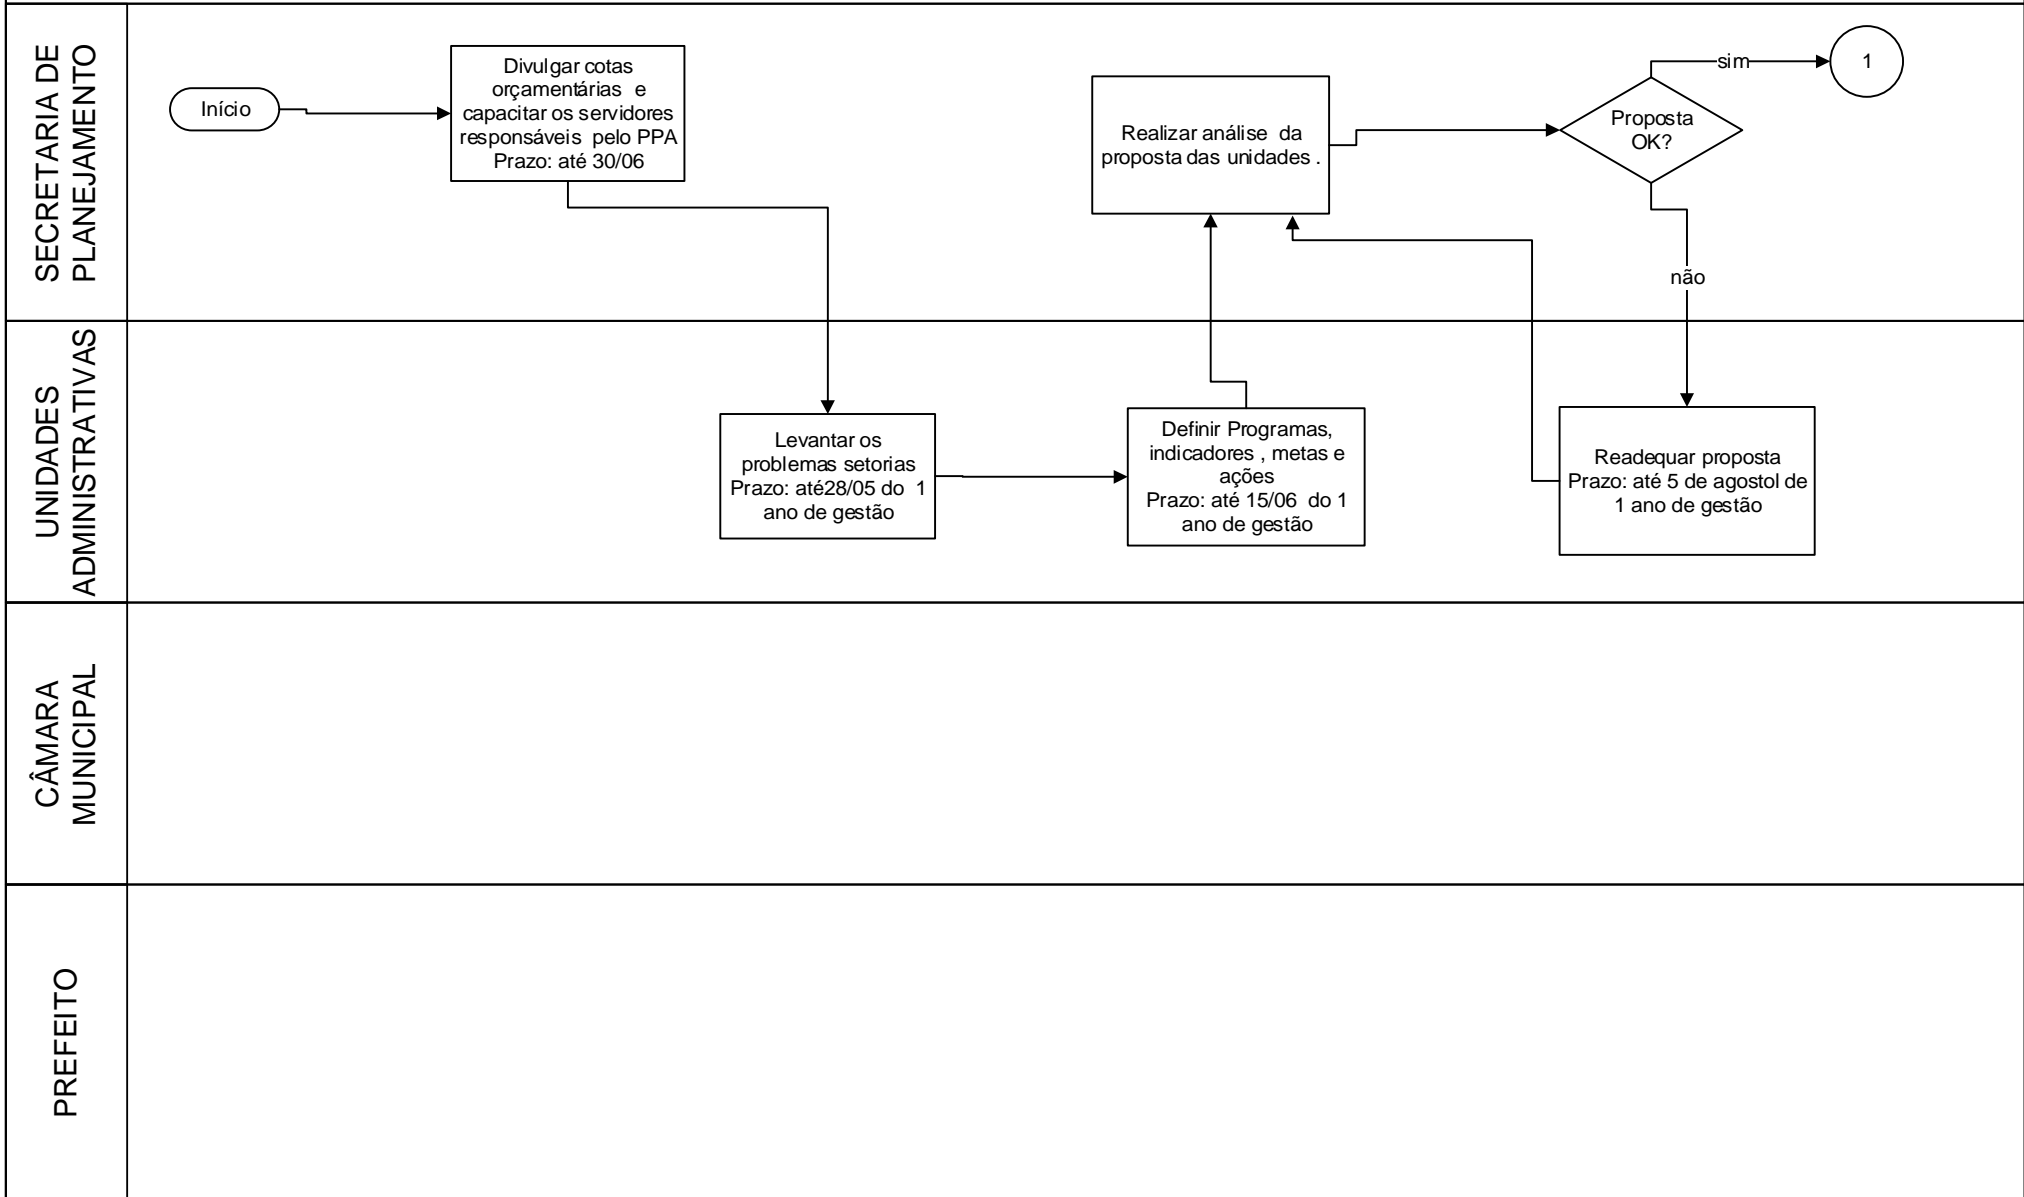 SECRETARIA DE
PLANEJAMENTO
Início
Divulgar cotas
orçamentárias e
capacitar os servidores
responsáveis pelo PPA
Prazo: até 30/06
Realizar análise da
proposta das unidades .
Proposta
OK?
sim
1
não
UNIDADES
ADMINISTRATIVAS
Levantar os
problemas setorias
Prazo: até28/05 do 1
ano de gestão
Definir Programas,
indicadores , metas e
ações
Prazo: até 15/06 do 1
ano de gestão
Readequar proposta
Prazo: até 5 de agostol de
1 ano de gestão
CÂMARA
MUNICIPAL
PREFEITO